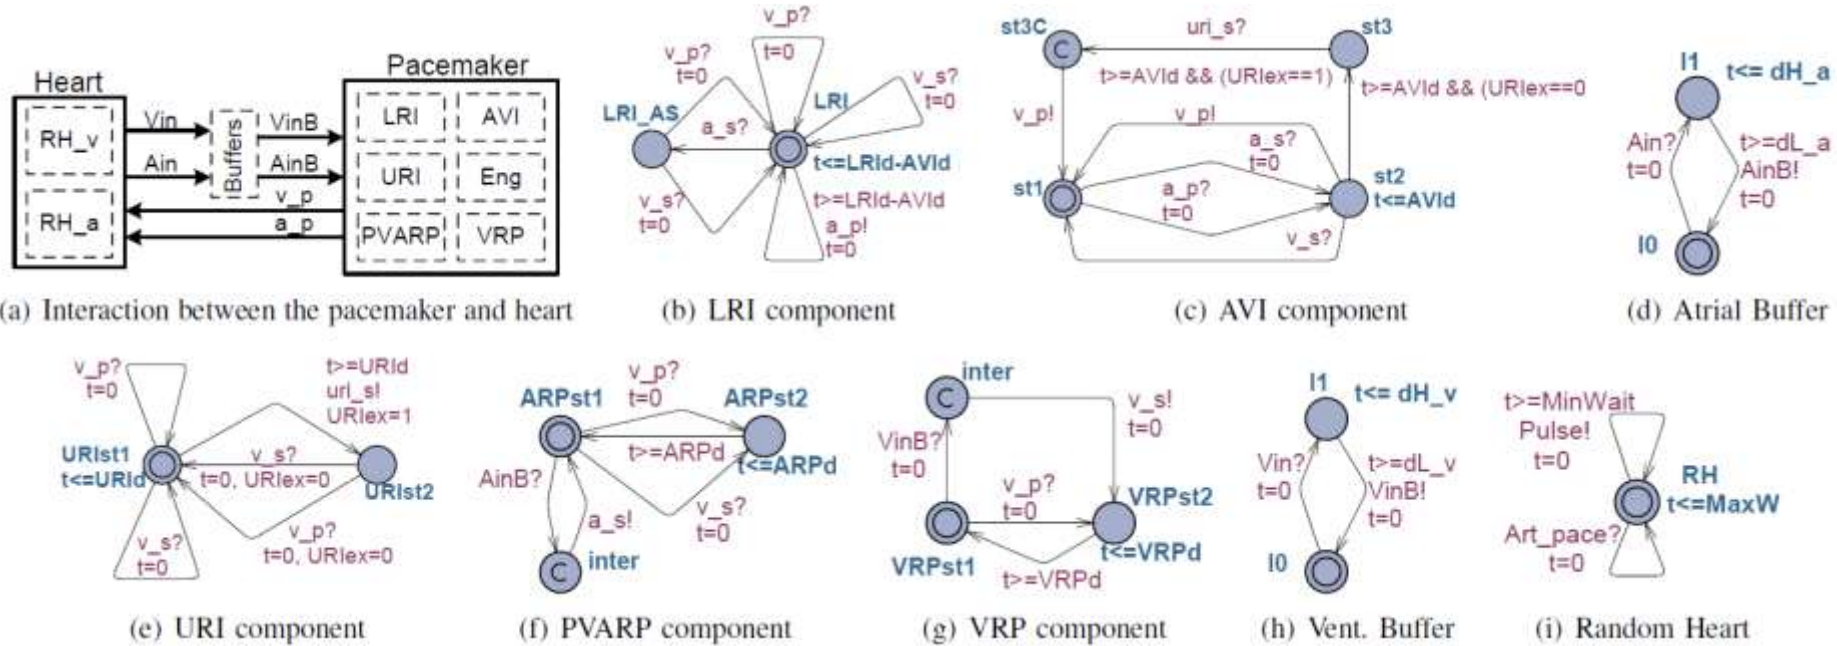 Heart
RH_v
RH_a
Vin
Ain
Buffers
VinB
AinB
v_p
a_p
Pacemaker
LRI
AVI
URI
Eng
PVARP
VRP
(a) Interaction between the pacemaker and heart
v_p?
t=0
v_p?
t=0
v_s?
t=0
LRI_AS
a_s?
LRI
t<=LRId-AVId
v_s?
t=0
t>=LRId-AVId
a_p!
t=0
(b) LRI component
st3C
C
uri_s?
st3
t>=AVId && (URIex==1)
t>=AVId && (URIex==0
v_p!
v_p!
a_s?
t=0
st1
a_p?
t=0
st2
t<=AVId
v_s?
(c) AVI component
l1
t<= dH_a
Ain?
t=0
t>=dL_a
AinB!
t=0
l0
(d) Atrial Buffer
v_p?
t=0
t>=URId
uri_s!
URIex=1
URIst1
t<=URId
v_s?
t=0, URIex=0
URIst2
v_s?
t=0
v_p?
t=0, URIex=0
(e) URI component
v_p?
t=0
ARPst1
ARPst2
t>=ARPd
t<=ARPd
AinB?
a_s!
v_s?
t=0
C
inter
(f) PVARP component
inter
C
v_s!
t=0
VinB?
t=0
v_p?
t=0
VRPst2
t<=VRPd
VRPst1
t>=VRPd
(g) VRP component
l1
t<= dH_v
Vin?
t=0
t>=dL_v
VinB!
t=0
l0
(h) Vent. Buffer
t>=MinWait
Pulse!
t=0
RH
t<=MaxW
Art_pace?
t=0
(i) Random Heart